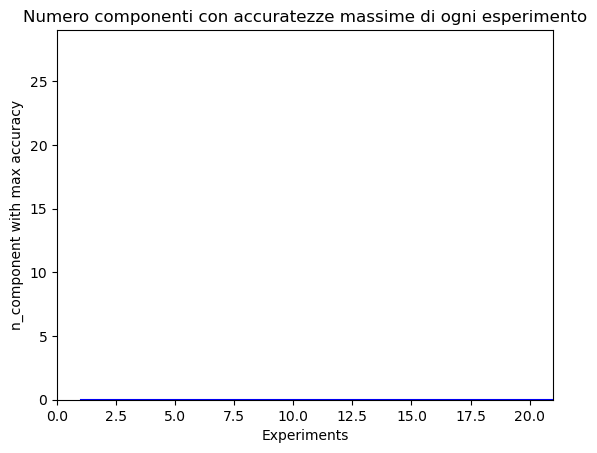 Numero componenti con accuratezze massime di ogni esperimento
n_component with max accuracy
25
20
15
10
5
0
0.0 2.5 5.0 7.5 10.0 12.5 15.0 17.5 20.0
Experiments